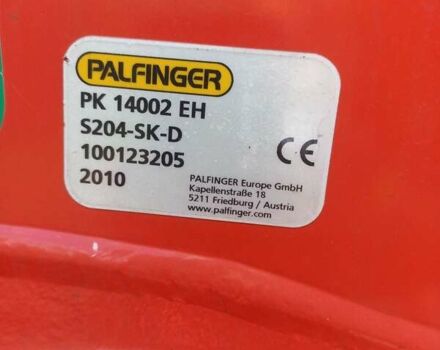 PALFINGER
PK 14002 EH
S204-SK-D
100123205
2010
CE
PALFINGER Europe GmbH
Kapellenstraße 18
5211 Friedburg / Austria
www.palfinger.com